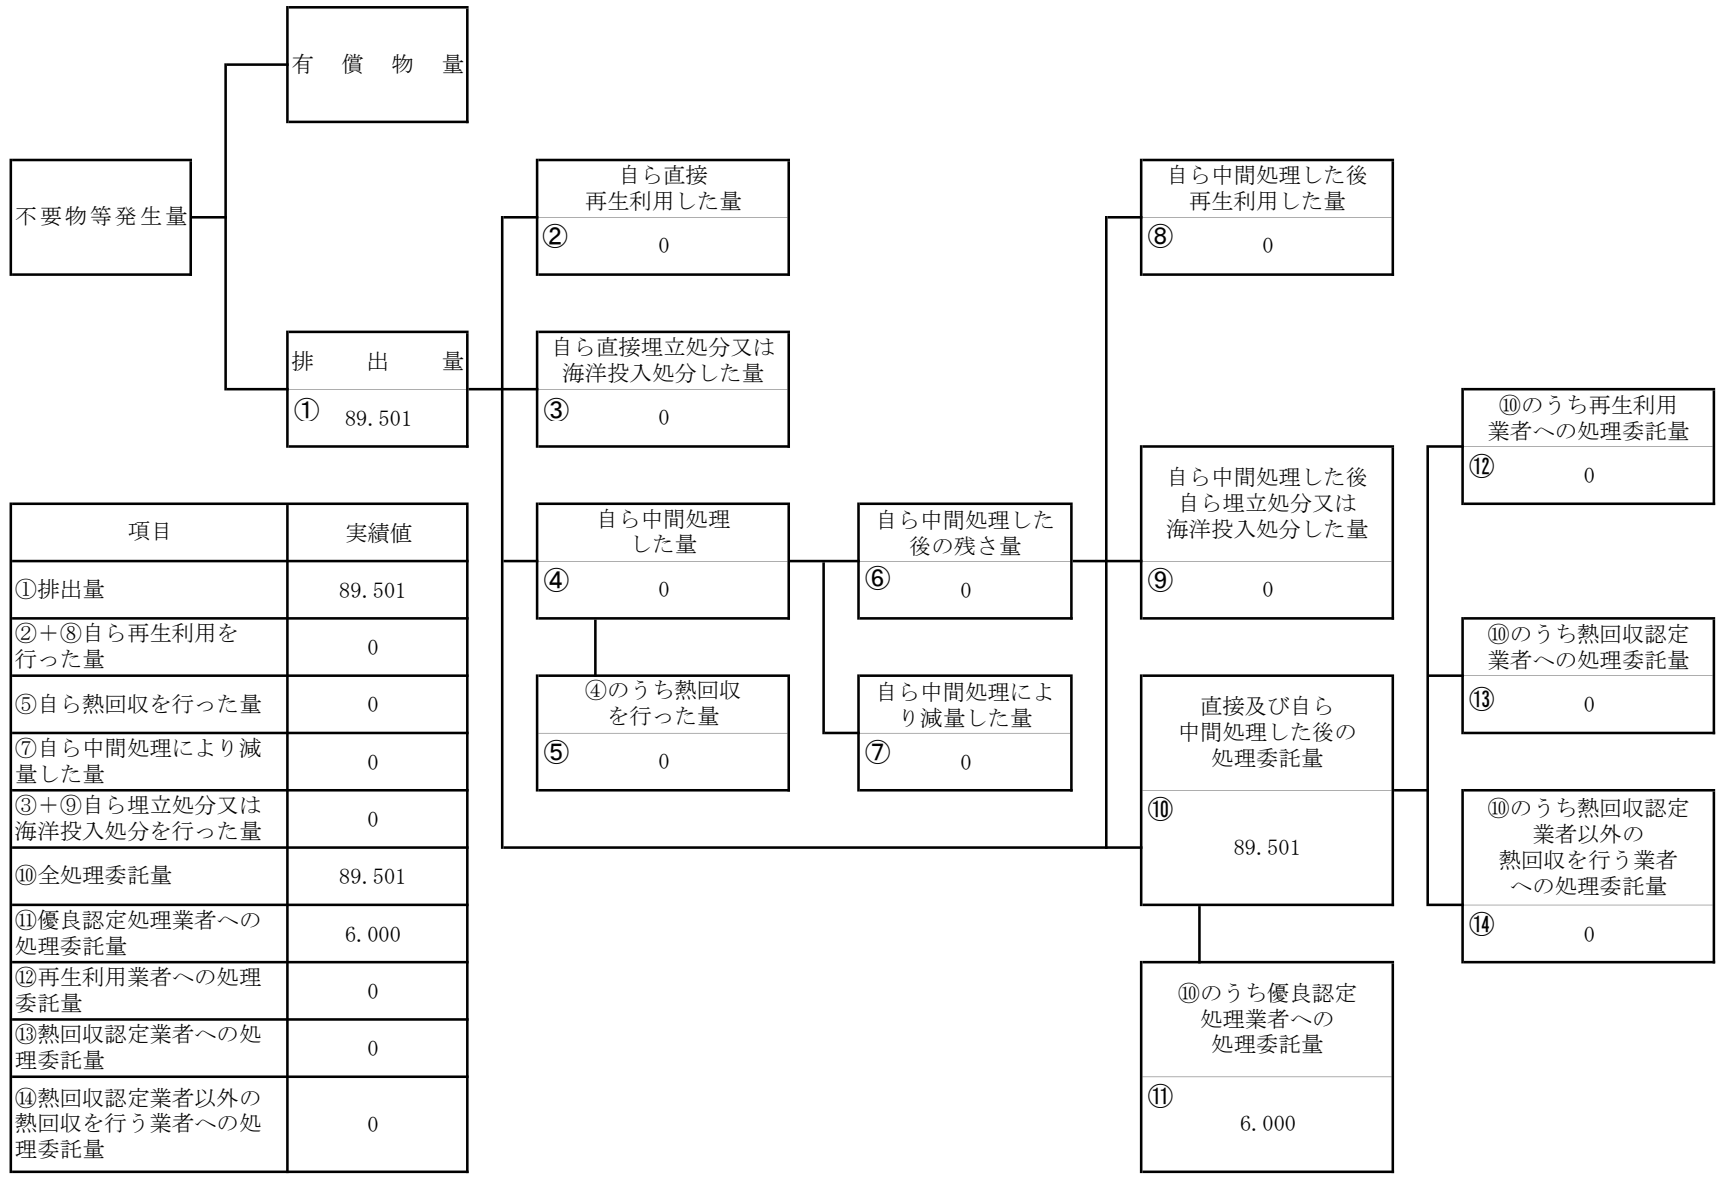 有償物量
不要物等発生量
排出量
① 89.501
自ら直接
再生利用した量
② 0
自ら直接埋立処分又は
海洋投入処分した量
③ 0
自ら中間処理
した量
④ 0
④のうち熱回収
を行った量
⑤ 0
自ら中間処理した
後の残さ量
⑥ 0
自ら中間処理によ
り減量した量
⑦ 0
自ら中間処理した後
再生利用した量
⑧ 0
自ら中間処理した後
自ら埋立処分又は
海洋投入処分した量
⑨ 0
直接及び自ら
中間処理した後の
処理委託量
⑩
89.501
⑩のうち優良認定
処理業者への
処理委託量
⑪
6.000
⑩のうち再生利用
業者への処理委託量
⑫ 0
⑩のうち熱回収認定
業者への処理委託量
⑬ 0
⑩のうち熱回収認定
業者以外の
熱回収を行う業者
への処理委託量
⑭ 0
項目 実績値
①排出量 89.501
②＋⑧自ら再生利用を
行った量 0
⑤自ら熱回収を行った量 0
⑦自ら中間処理により減
量した量 0
③＋⑨自ら埋立処分又は
海洋投入処分を行った量 0
⑩全処理委託量 89.501
⑪優良認定処理業者への
処理委託量 6.000
⑫再生利用業者への処理
委託量 0
⑬熱回収認定業者への処
理委託量 0
⑭熱回収認定業者以外の
熱回収を行う業者への処
理委託量 0